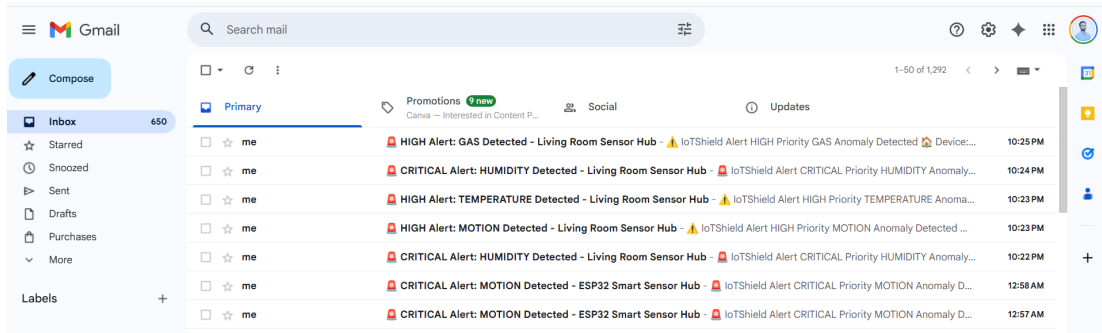 Gmail
Search mail
Compose
1–50 of 1,292
Inbox 650
Starred
Snoozed
Sent
Drafts
Purchases
More
Labels
Primary
Promotions 9 new
Canva — Interested in Content P...
Social
Updates
me 🚨 HIGH Alert: GAS Detected - Living Room Sensor Hub - ⚠️ IoTShield Alert HIGH Priority GAS Anomaly Detected 🏠 Device:... 10:25 PM
me 🚨 CRITICAL Alert: HUMIDITY Detected - Living Room Sensor Hub - 🚨 IoTShield Alert CRITICAL Priority HUMIDITY Anomaly... 10:24 PM
me 🚨 HIGH Alert: TEMPERATURE Detected - Living Room Sensor Hub - ⚠️ IoTShield Alert HIGH Priority TEMPERATURE Anoma... 10:23 PM
me 🚨 HIGH Alert: MOTION Detected - Living Room Sensor Hub - ⚠️ IoTShield Alert HIGH Priority MOTION Anomaly Detected ... 10:23 PM
me 🚨 CRITICAL Alert: HUMIDITY Detected - Living Room Sensor Hub - 🚨 IoTShield Alert CRITICAL Priority HUMIDITY Anomaly... 10:22 PM
me 🚨 CRITICAL Alert: MOTION Detected - ESP32 Smart Sensor Hub - 🚨 IoTShield Alert CRITICAL Priority MOTION Anomaly D... 12:58 AM
me 🚨 CRITICAL Alert: MOTION Detected - ESP32 Smart Sensor Hub - 🚨 IoTShield Alert CRITICAL Priority MOTION Anomaly D... 12:57 AM
31